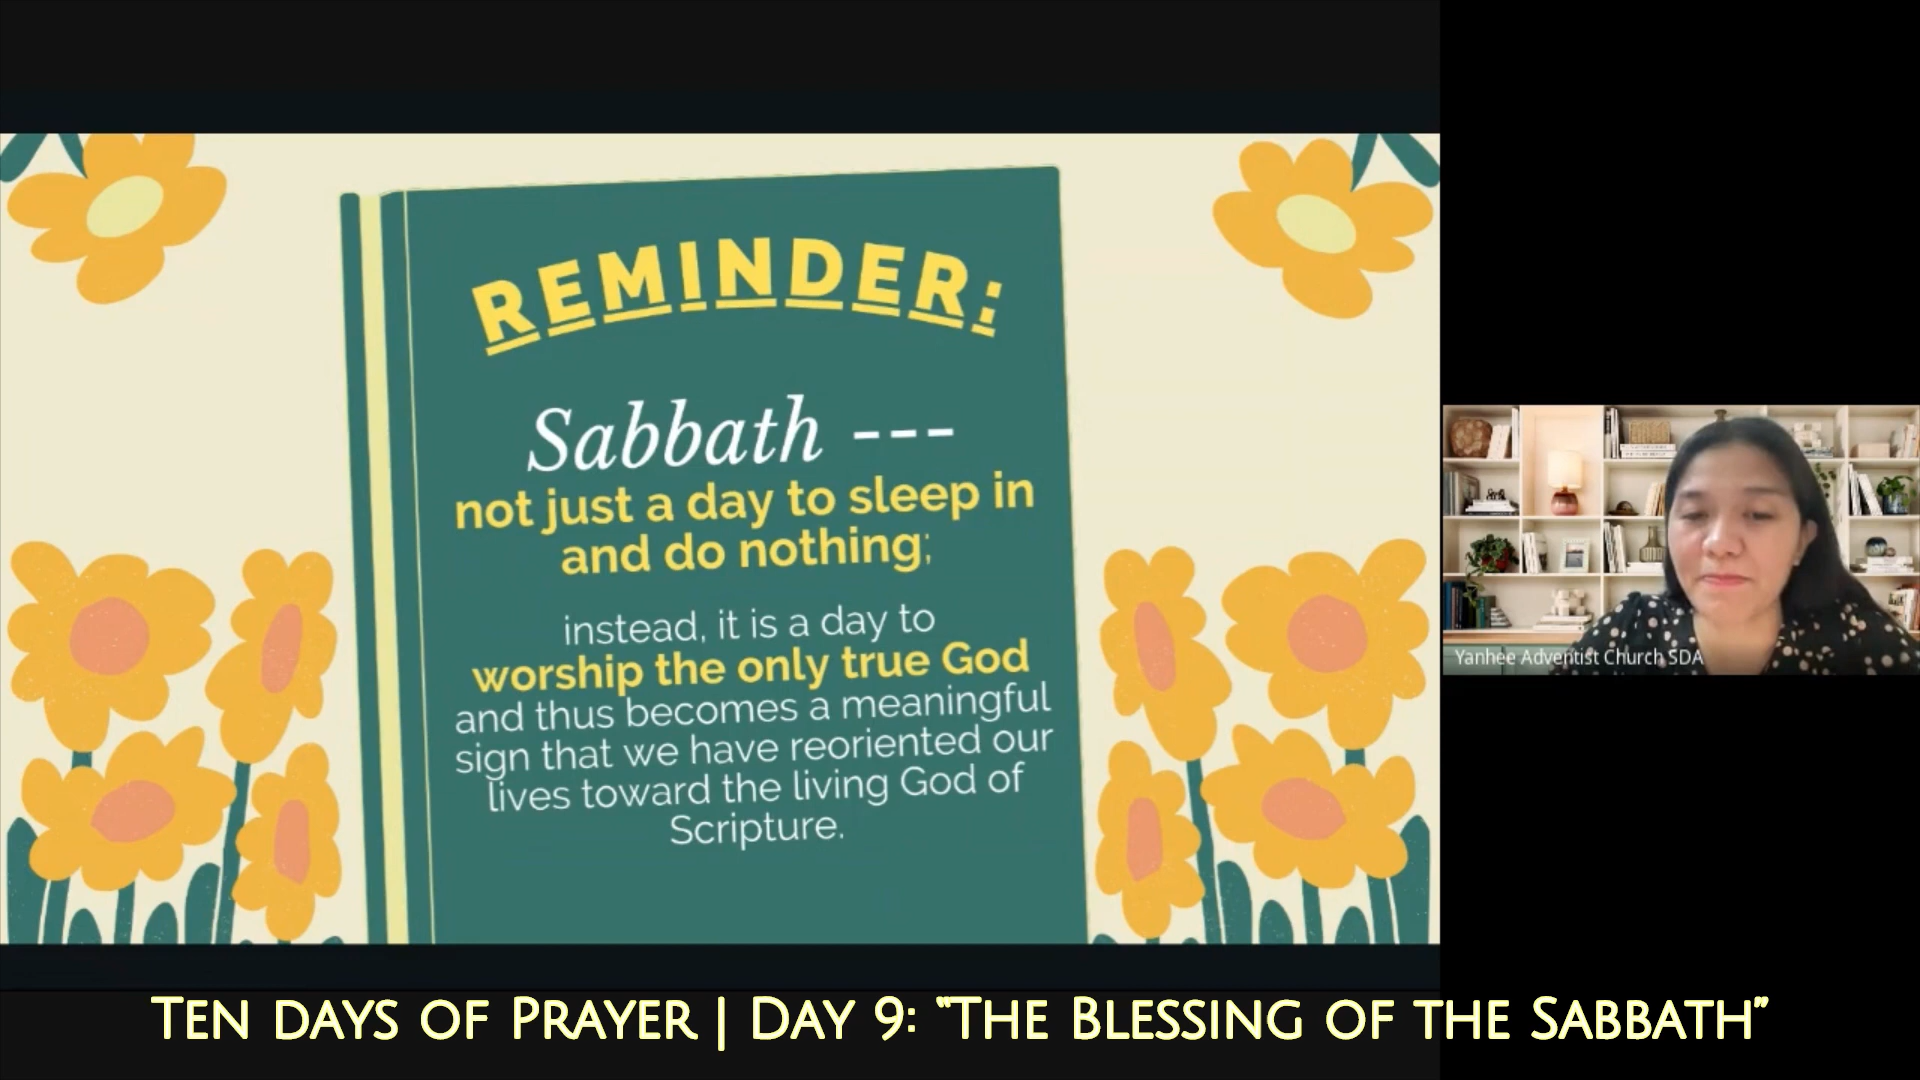 REMINDER:
Sabbath ---
not just a day to sleep in
and do nothing;
instead, it is a day to
worship the only true God
and thus becomes a meaningful
sign that we have reoriented our
lives toward the living God of
Scripture.
Yanhee Adventist Church SDA
Ten days of Prayer | Day 9: "The Blessing of the Sabbath"